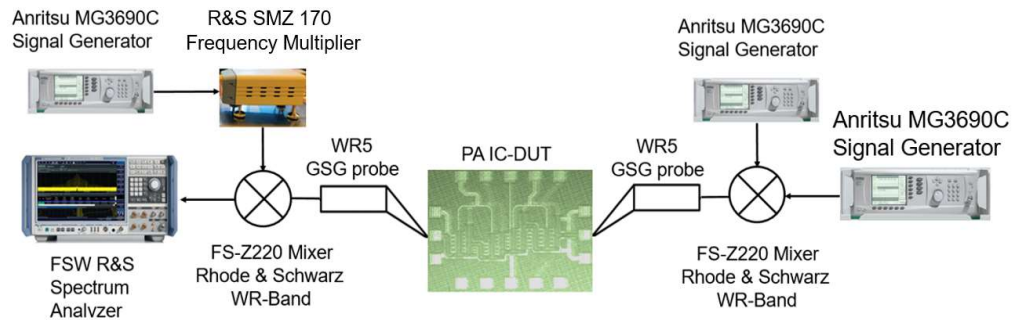 Anritsu MG3690C
Signal Generator
R&S SMZ 170
Frequency Multiplier
Anritsu MG3690C
Signal Generator
Anritsu MG3690C
Signal Generator
WR5
GSG probe
PA IC-DUT
WR5
GSG probe
FS-Z220 Mixer
Rhode & Schwarz
WR-Band
FS-Z220 Mixer
Rhode & Schwarz
WR-Band
FSW R&S
Spectrum
Analyzer